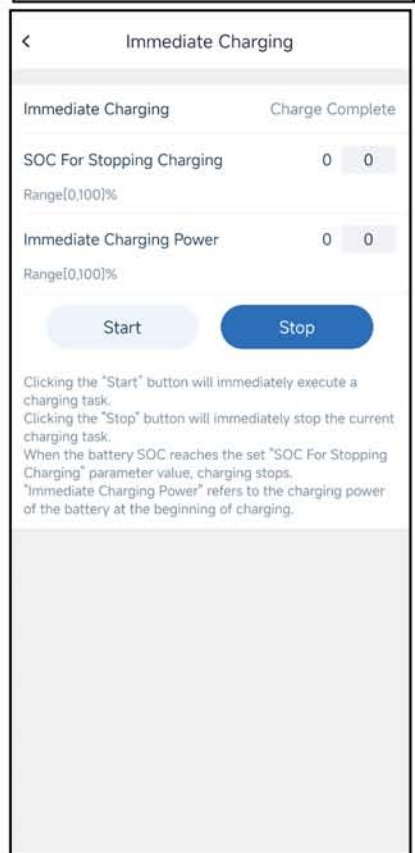 < Immediate Charging
Immediate Charging Charge Complete
SOC For Stopping Charging 0 0
Range[0,100]%
Immediate Charging Power 0 0
Range[0,100]%
Start Stop
Clicking the "Start" button will immediately execute a
charging task.
Clicking the "Stop" button will immediately stop the current
charging task.
When the battery SOC reaches the set "SOC For Stopping
Charging" parameter value, charging stops.
"Immediate Charging Power" refers to the charging power
of the battery at the beginning of charging.